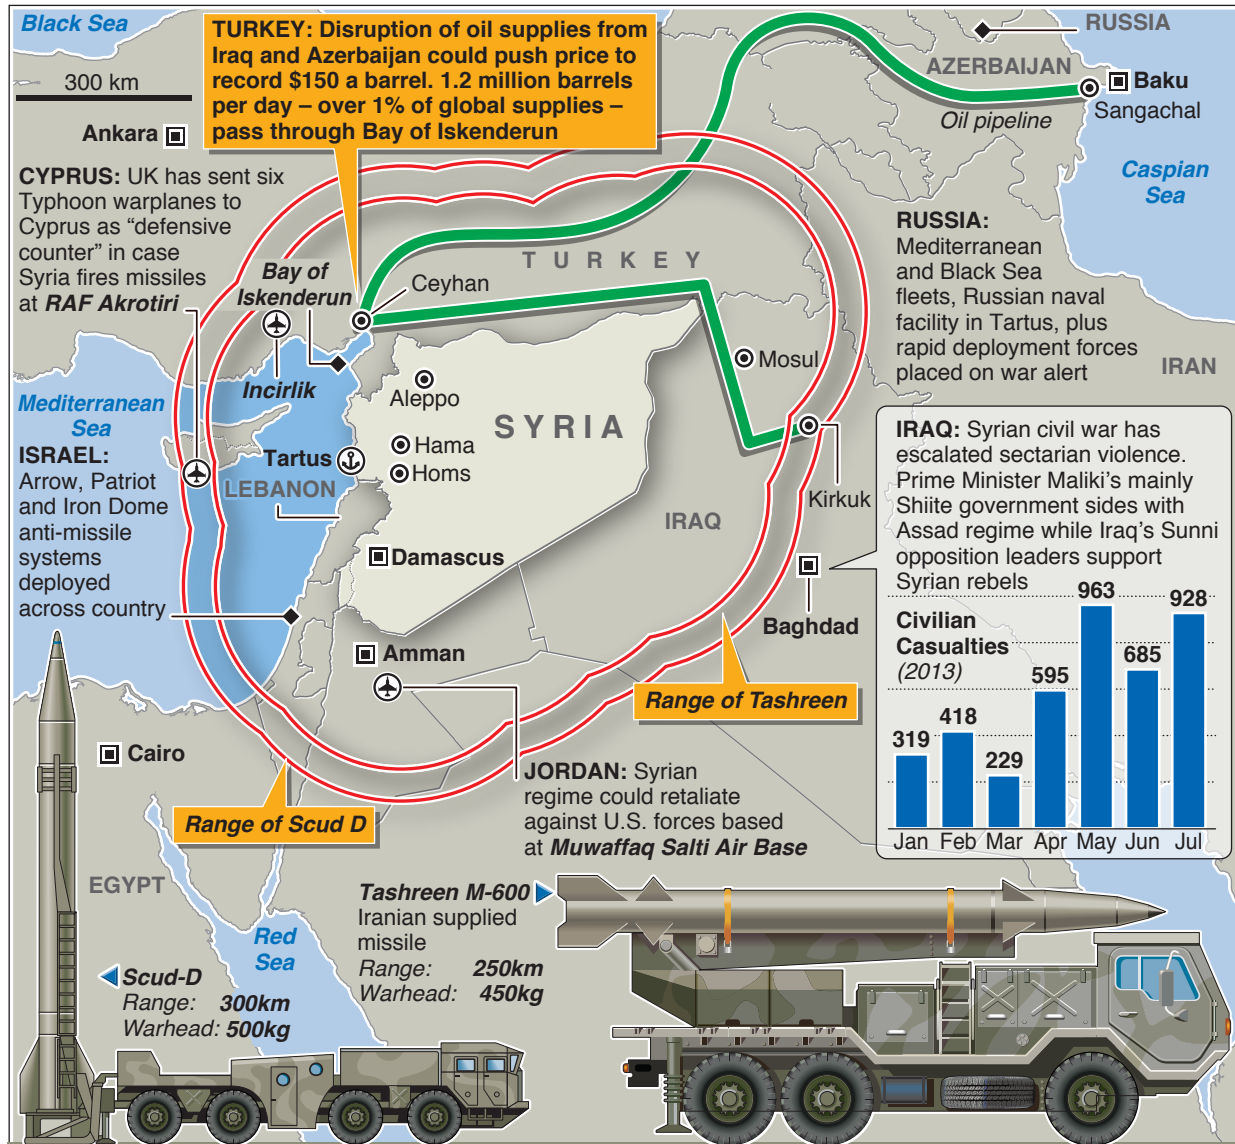 Black Sea
300 km
Ankara
TURKEY: Disruption of oil supplies from
Iraq and Azerbaijan could push price to
record $150 a barrel. 1.2 million barrels
per day – over 1% of global supplies –
pass through Bay of Iskenderun
RUSSIA
AZERBAIJAN
Baku
Sangachal
Oil pipeline
Caspian
Sea
CYPRUS: UK has sent six
Typhoon warplanes to
Cyprus as “defensive
counter” in case
Syria fires missiles
at RAF Akrotiri
RUSSIA:
Mediterranean
and Black Sea
fleets, Russian naval
facility in Tartus, plus
rapid deployment forces
placed on war alert
IRAN
Bay of
Iskenderun
Ceyhan
TURKEY
Incirlik
Mosul
Aleppo
SYRIA
Hama
Homs
Tartus
LEBANON
Kirkuk
IRAQ
Damascus
Baghdad
Amman
Mediterranean
Sea
ISRAEL:
Arrow, Patriot
and Iron Dome
anti-missile
systems
deployed
across country
IRAQ: Syrian civil war has
escalated sectarian violence.
Prime Minister Maliki’s mainly
Shiite government sides with
Assad regime while Iraq’s Sunni
opposition leaders support
Syrian rebels
Civilian
Casualties
(2013)
319
418
229
595
963
685
928
Jan Feb Mar Apr May Jun Jul
Range of Tashreen
Cairo
Range of Scud D
JORDAN: Syrian
regime could retaliate
against U.S. forces based
at Muwaffaq Salti Air Base
EGYPT
Red
Sea
Tashreen M-600
Iranian supplied
missile
Range: 250km
Warhead: 450kg
Scud-D
Range: 300km
Warhead: 500kg